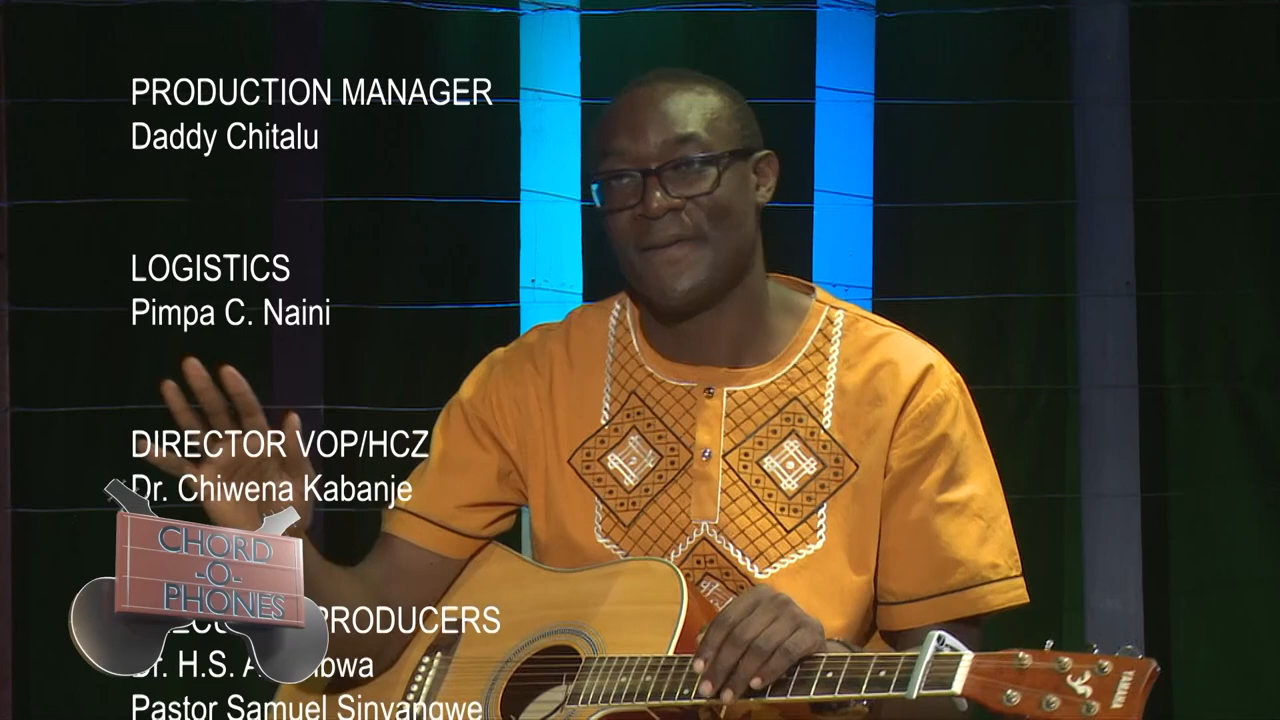 PRODUCTION MANAGER
Daddy Chitalu
LOGISTICS
Pimpa C. Naini
DIRECTOR VOP/HCZ
Dr. Chiwena Kabanje
CHORD
-O-
PHONES
PRODUCERS
Dr. H.S.
Pastor Samuel Sinyangwe
YAMAHA